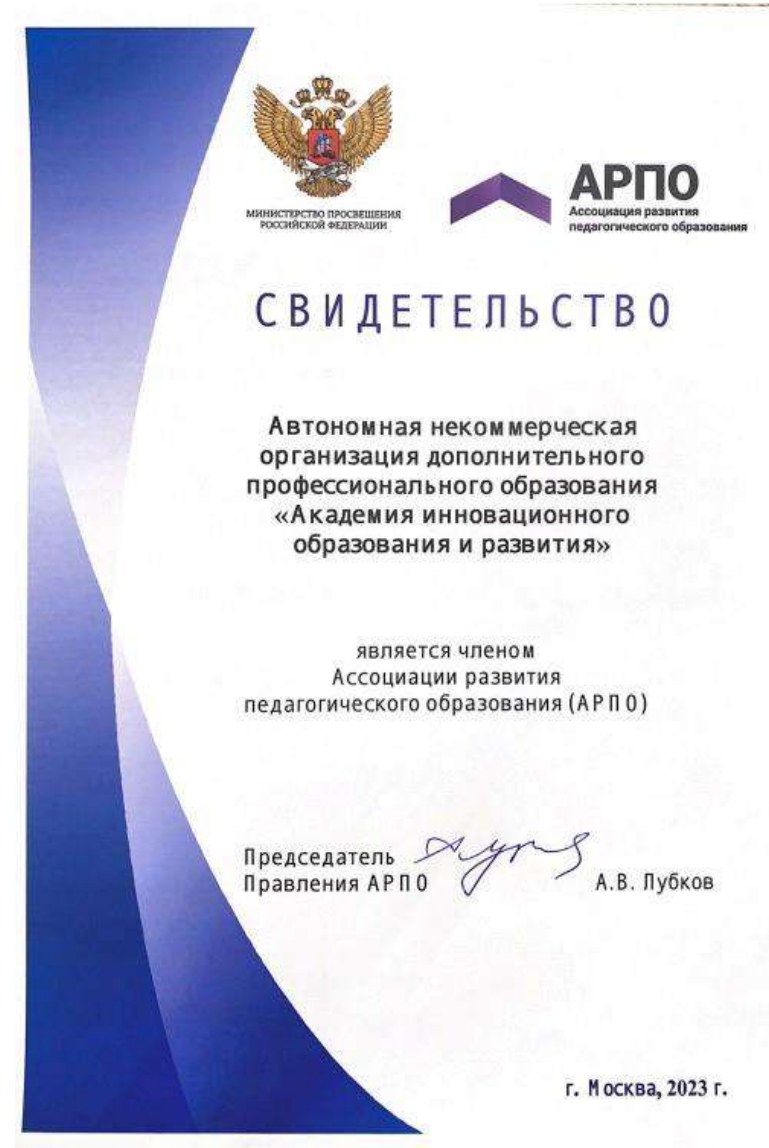 МИНИСТЕРСТВО ПРОСВЕЩЕНИЯ
РОССИЙСКОЙ ФЕДЕРАЦИИ
АРПО
Ассоциация развития
педагогического образования
СВИДЕТЕЛЬСТВО
Автономная некоммерческая
организация дополнительного
профессионального образования
«Академия инновационного
образования и развития»
является членом
Ассоциации развития
педагогического образования (АРПО)
Председатель
Правления АРПО
А.В. Лубков
г. Москва, 2023 г.